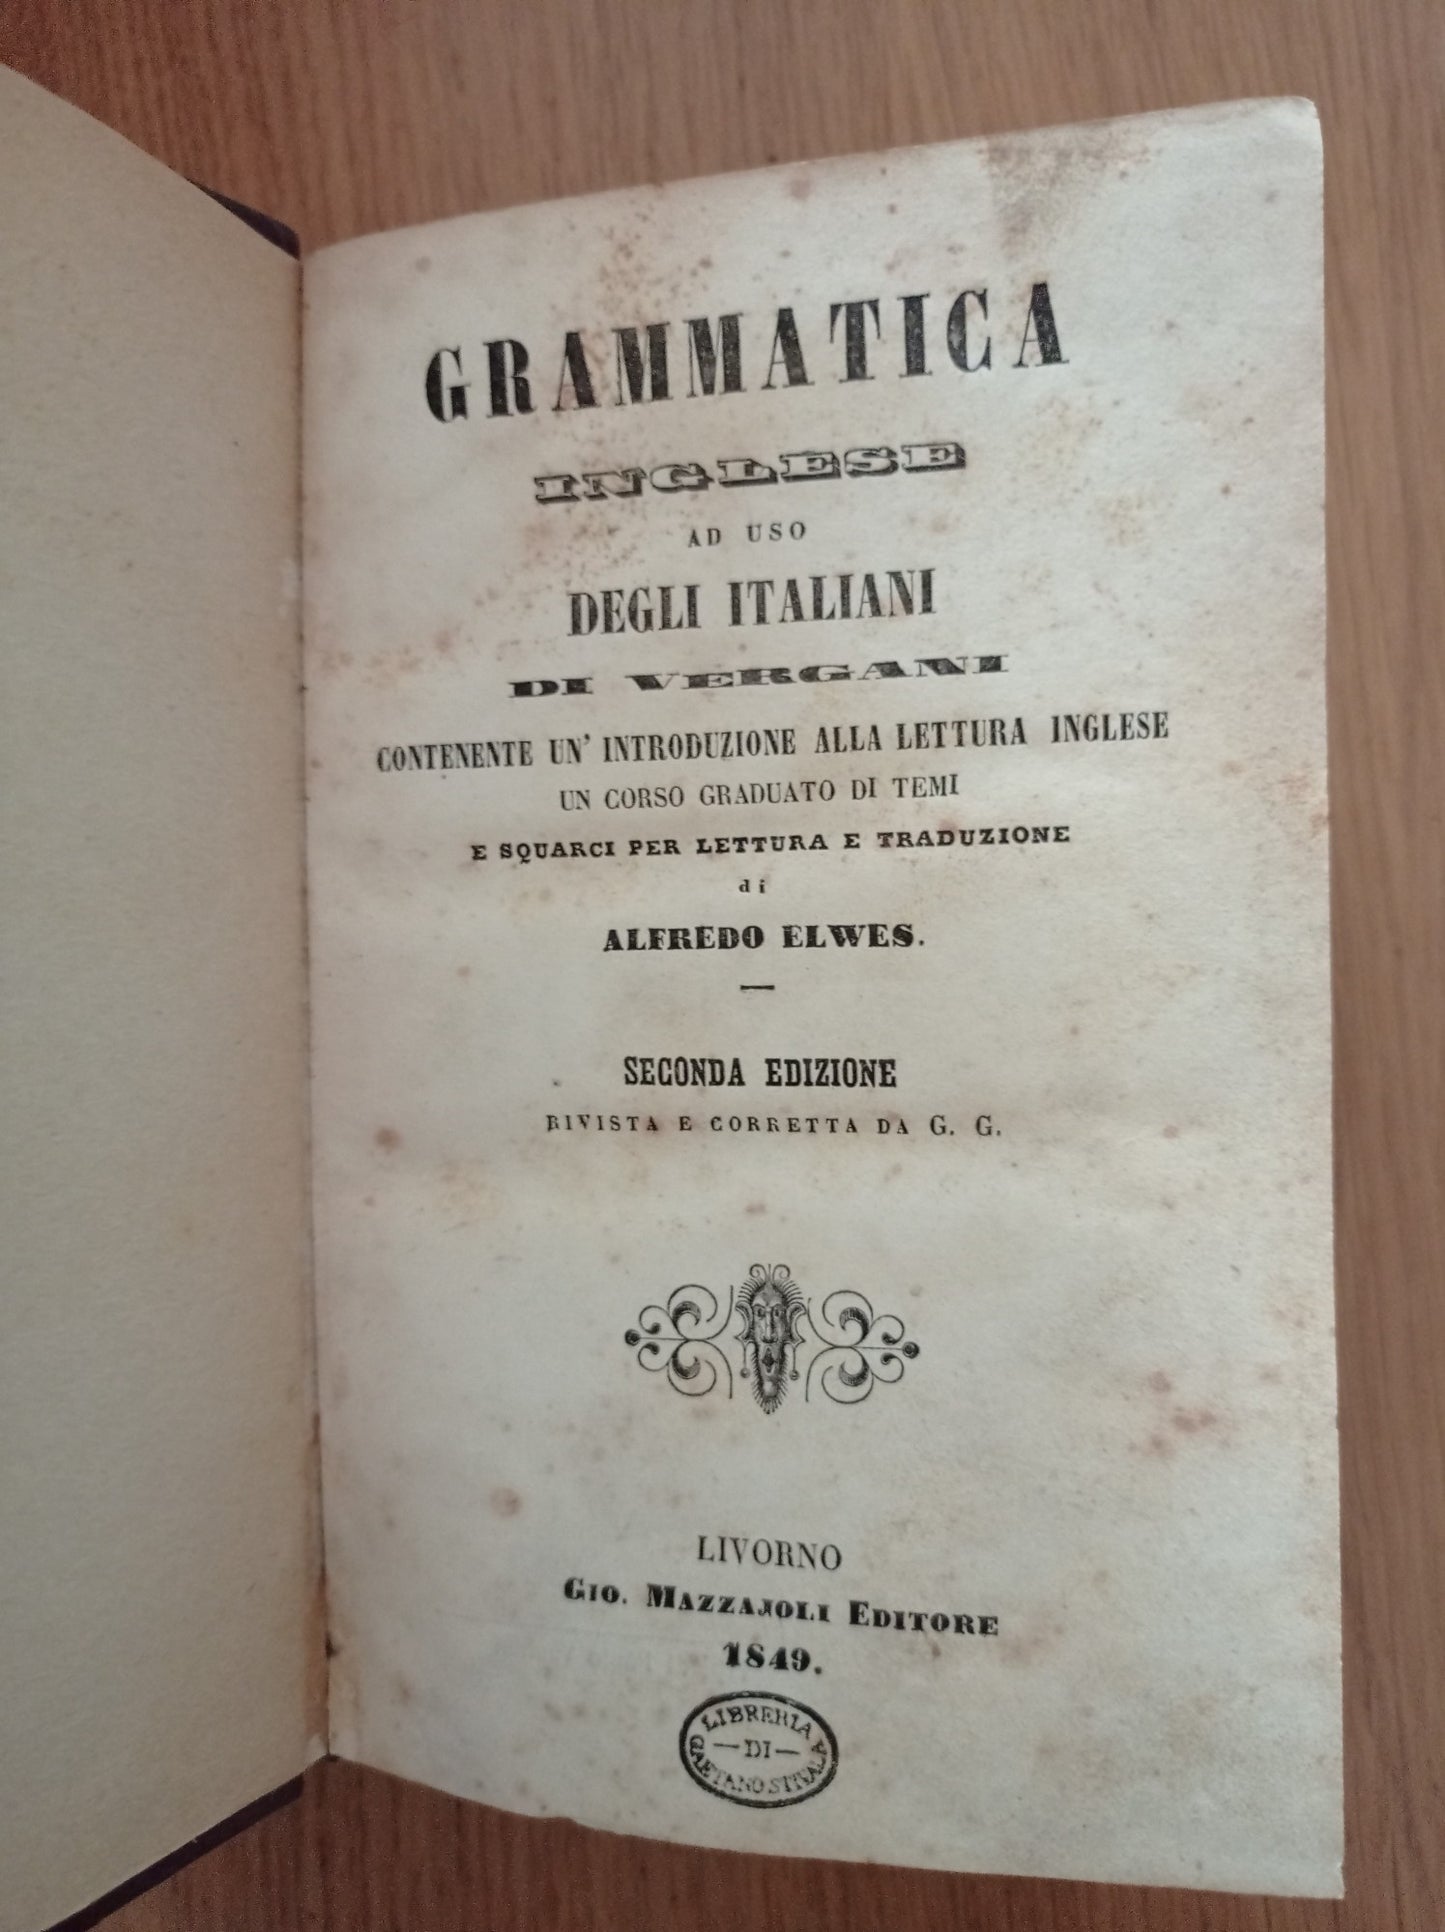 GRAMMATICA
INGLESE
AD USO
DEGLI ITALIANI
DI VERGANI
CONTENENTE UN' INTRODUZIONE ALLA LETTURA INGLESE
UN CORSO GRADUATO DI TEMI
E SQUARCI PER LETTURA E TRADUZIONE
di
ALFREDO ELWES.
SECONDA EDIZIONE
RIVISTA E CORRETTA DA G. G.
LIVORNO
GIO. MAZZAJOLI EDITORE
1849.
LIBRERIA
—DI—
GAETANO